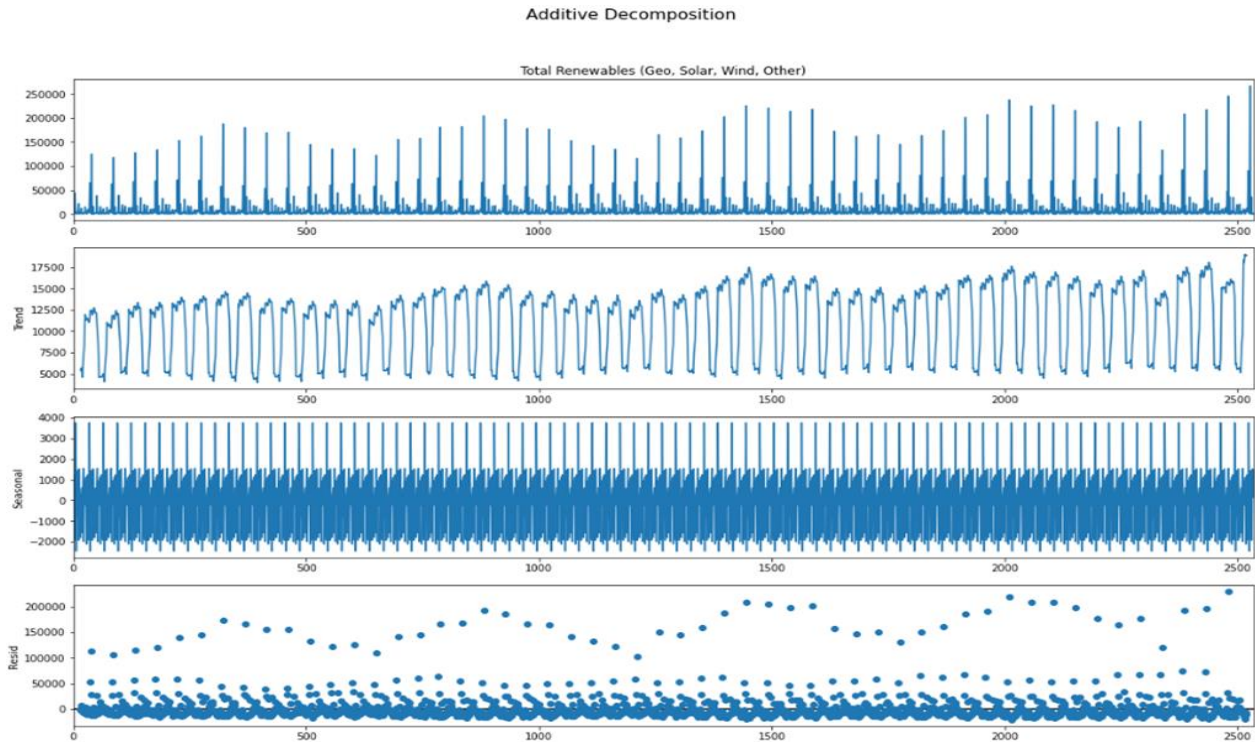 Additive Decomposition
Total Renewables (Geo, Solar, Wind, Other)
250000
200000
150000
100000
50000
0
0 500 1000 1500 2000 2500
Trend
17500
15000
12500
10000
7500
5000
0 500 1000 1500 2000 2500
Seasonal
4000
3000
2000
1000
0
−1000
−2000
0 500 1000 1500 2000 2500
Resid
200000
150000
100000
50000
0
0 500 1000 1500 2000 2500